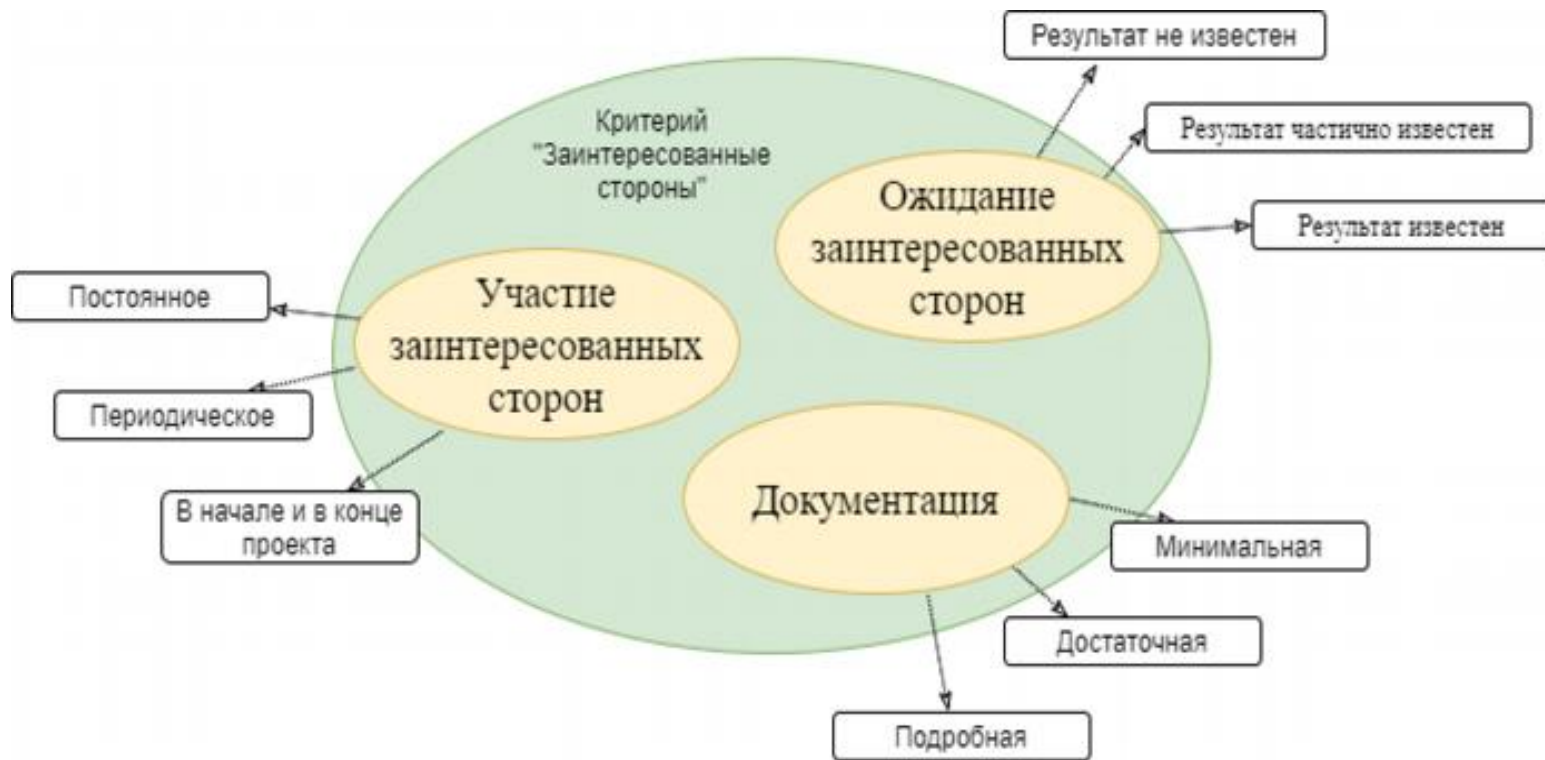 Результат не известен
Критерий
"Заинтересованные
стороны"
Результат частично известен
Ожидание
заинтересованных
сторон
Результат известен
Постоянное
Участие
заинтересованных
сторон
Периодическое
В начале и в конце
проекта
Документация
Минимальная
Достаточная
Подробная